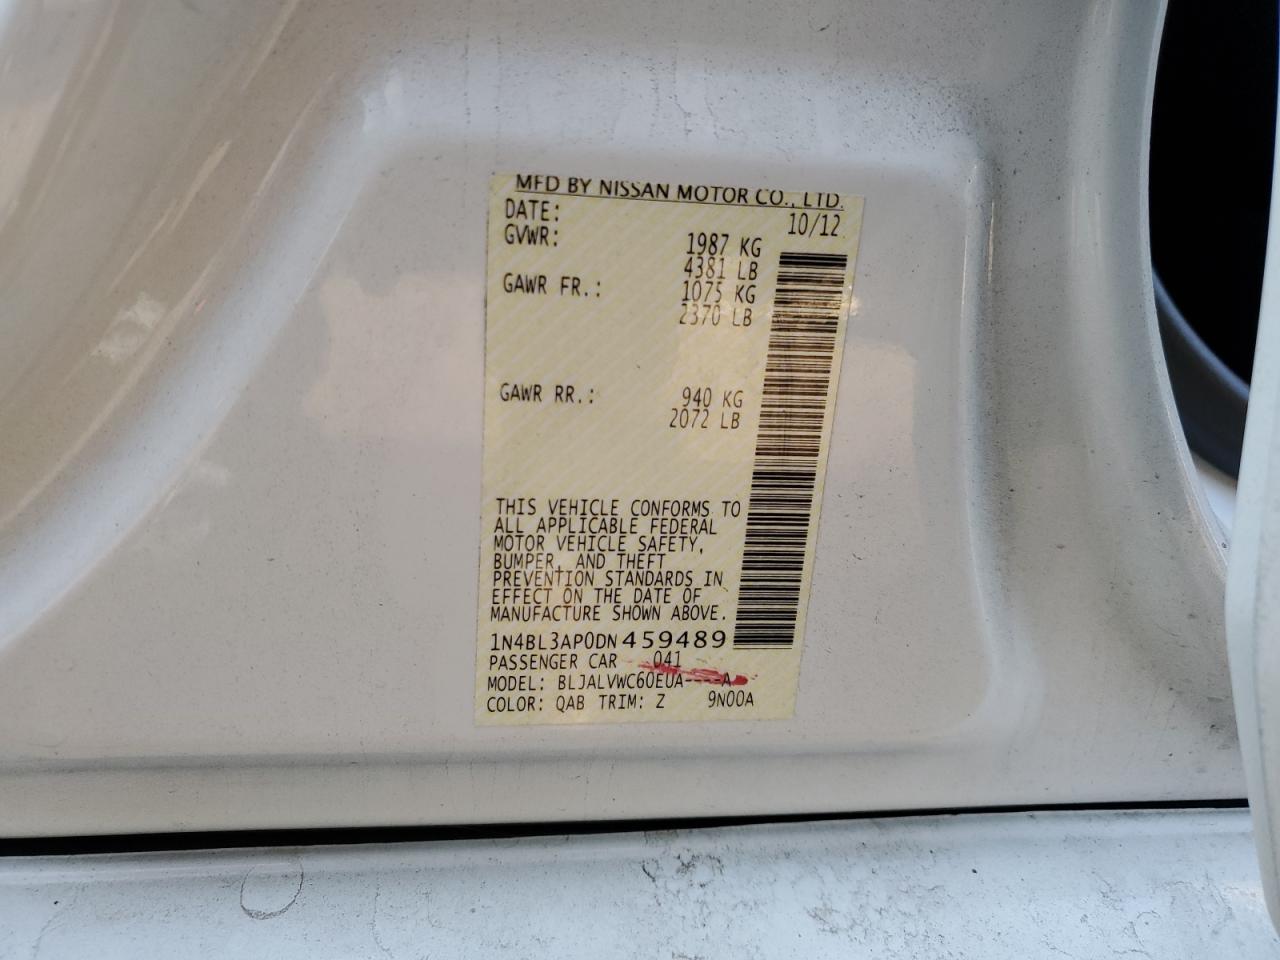 MFD BY NISSAN MOTOR CO., LTD.
DATE: 10/12
GVWR: 1987 KG
4381 LB
GAWR FR.: 1075 KG
2370 LB
GAWR RR.: 940 KG
2072 LB
THIS VEHICLE CONFORMS TO
ALL APPLICABLE FEDERAL
MOTOR VEHICLE SAFETY,
BUMPER, AND THEFT
PREVENTION STANDARDS IN
EFFECT ON THE DATE OF
MANUFACTURE SHOWN ABOVE.
1N4BL3AP0DN459489
PASSENGER CAR 041
MODEL: BLJALVWC60EUA----A
COLOR: QAB TRIM: Z 9N00A